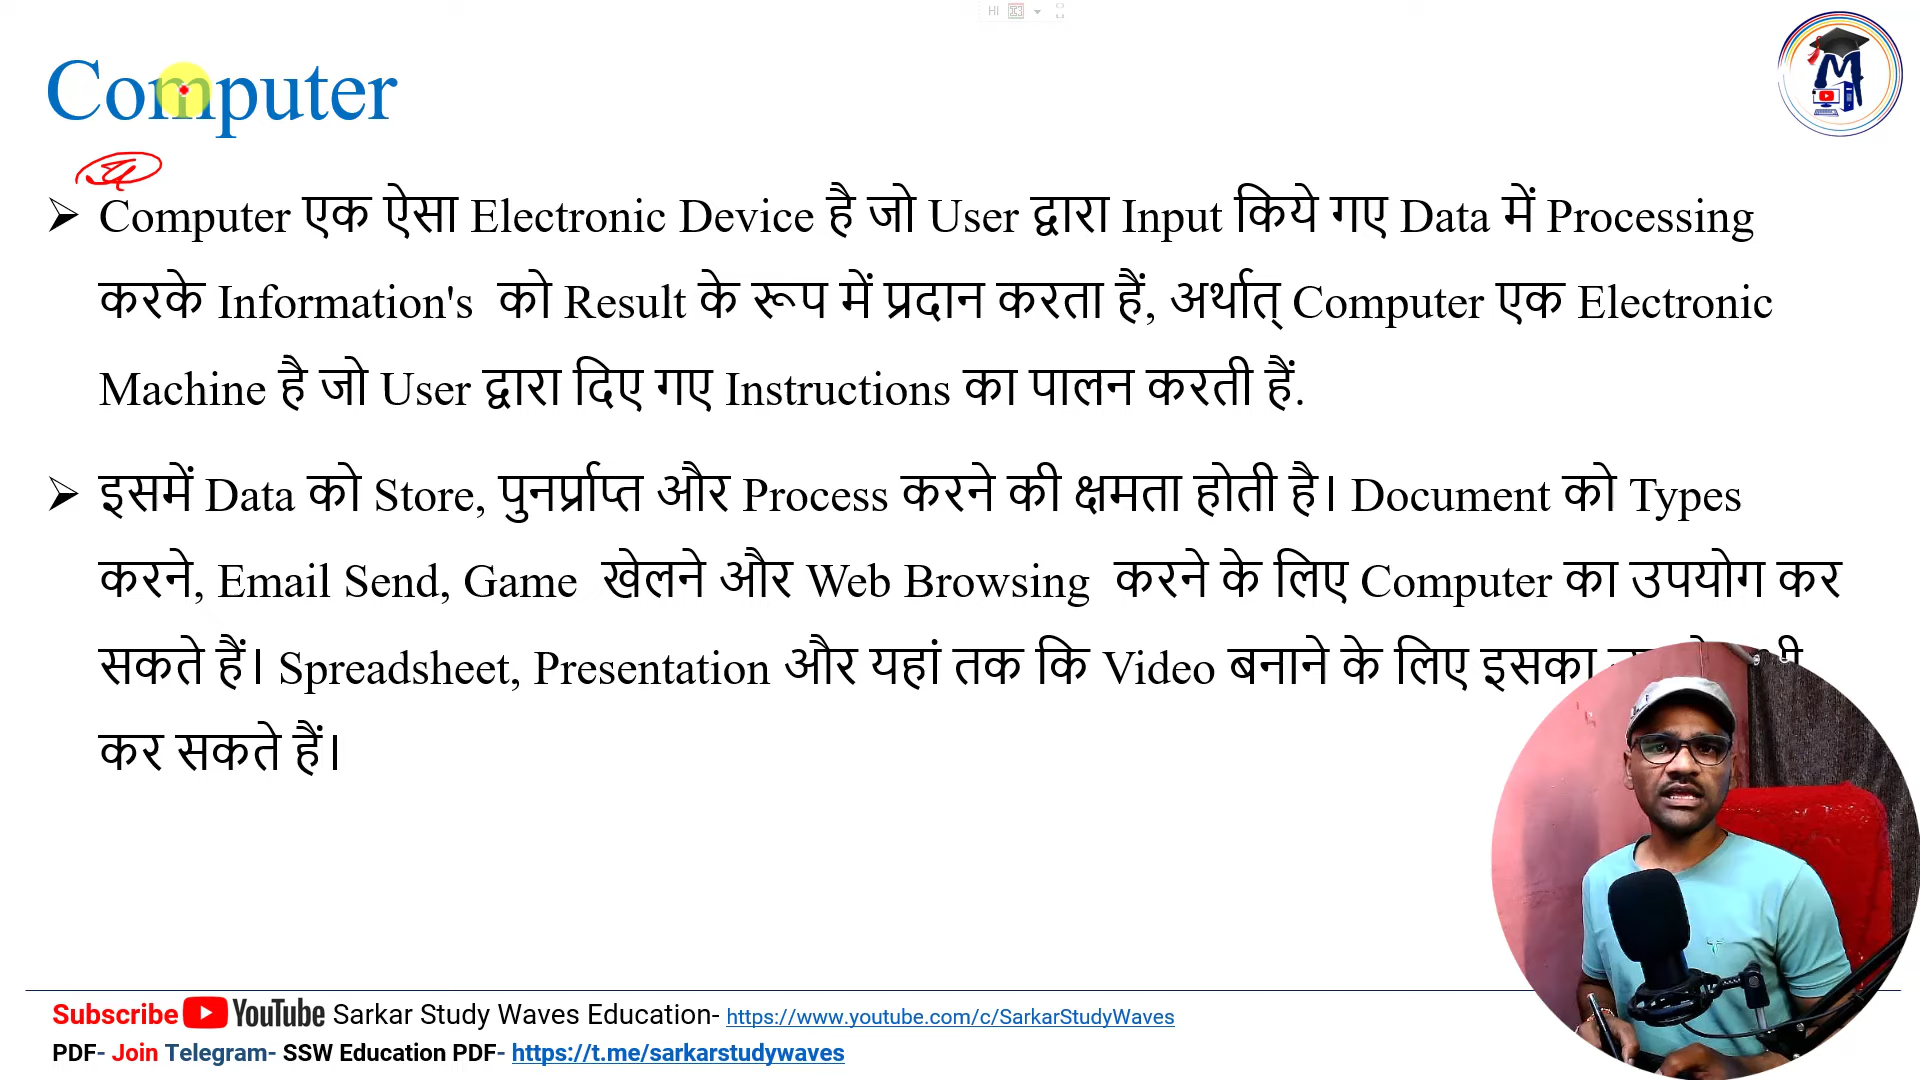 HI
Computer
➤ Computer एक ऐसा Electronic Device है जो User द्वारा Input किये गए Data में Processing
करके Information's को Result के रूप में प्रदान करता हैं, अर्थात् Computer एक Electronic
Machine है जो User द्वारा दिए गए Instructions का पालन करती हैं.
➤ इसमें Data को Store, पुनर्प्राप्त और Process करने की क्षमता होती है। Document को Types
करने, Email Send, Game खेलने और Web Browsing करने के लिए Computer का उपयोग कर
सकते हैं। Spreadsheet, Presentation और यहां तक कि Video बनाने के लिए इसका
कर सकते हैं।
Subscribe YouTube Sarkar Study Waves Education- https://www.youtube.com/c/SarkarStudyWaves
PDF- Join Telegram- SSW Education PDF- https://t.me/sarkarstudywaves